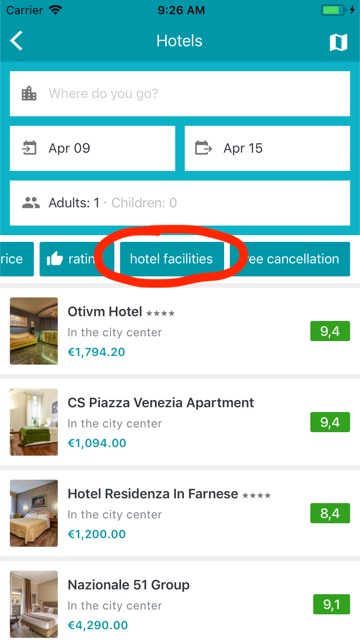 Carrier 9:26 AM
Hotels
Where do you go?
Apr 09 Apr 15
Adults: 1 · Children: 0
rice ratin hotel facilities ree cancellation
Otivm Hotel ★★★★
In the city center
€1,794.20
9,4
CS Piazza Venezia Apartment
In the city center
€1,094.00
9,4
Hotel Residenza In Farnese ★★★★
In the city center
€1,200.00
8,4
Nazionale 51 Group
In the city center
€4,290.00
9,1